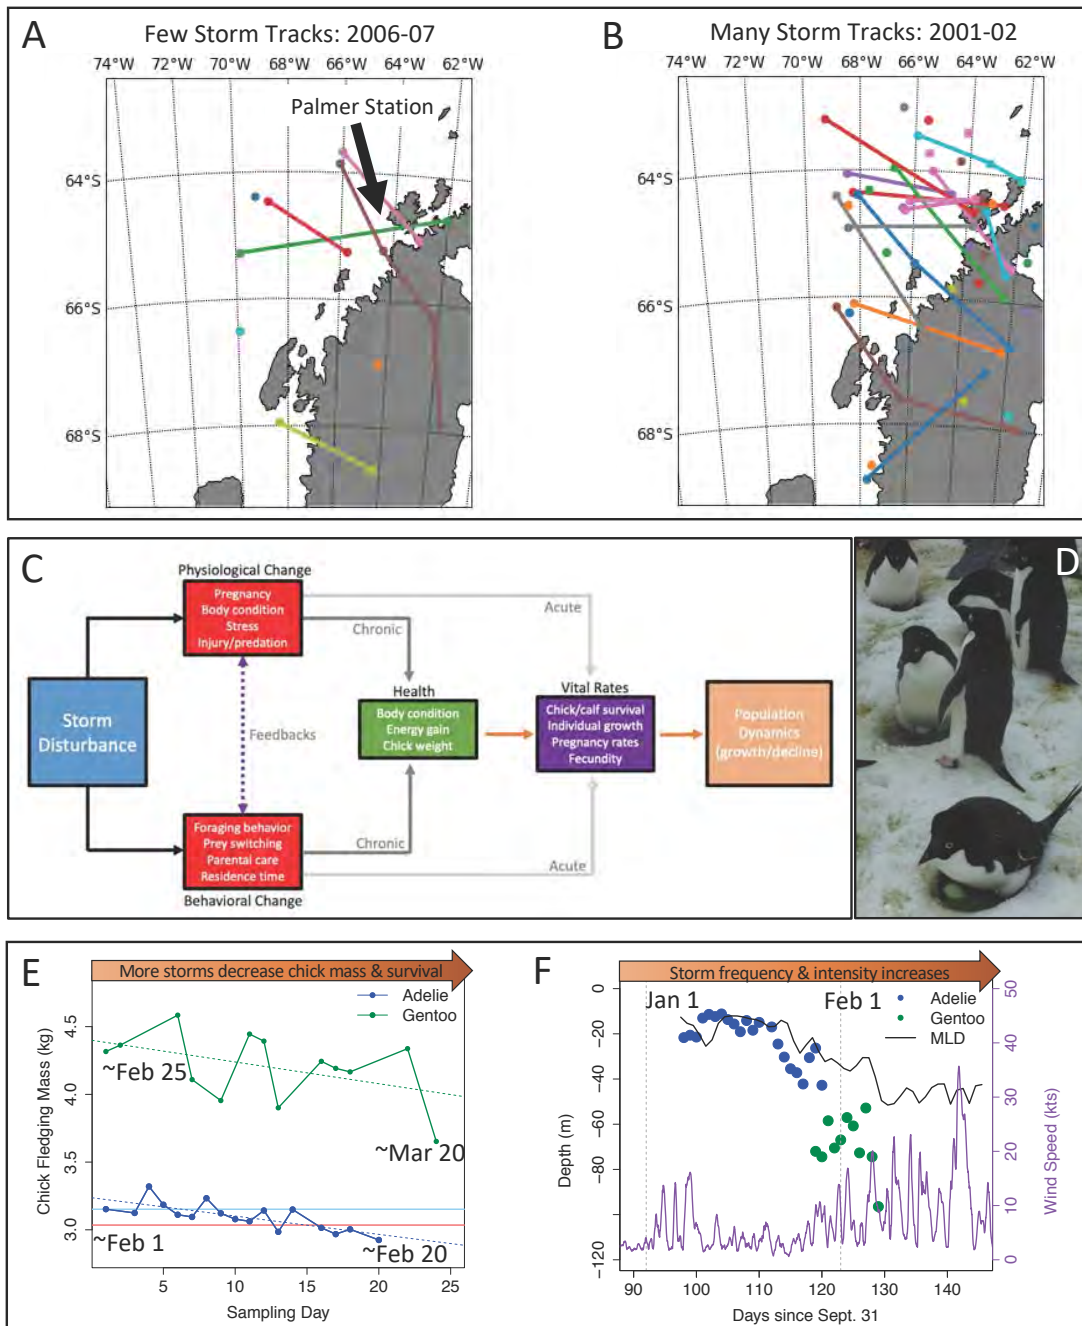 A
Few Storm Tracks: 2006-07
74°W 72°W 70°W 68°W 66°W 64°W 62°W
Palmer Station
64°S
66°S
68°S
B
Many Storm Tracks: 2001-02
74°W 72°W 70°W 68°W 66°W 64°W 62°W
64°S
66°S
68°S
C
Physiological Change
Pregnancy
Body condition
Stress
Injury/predation
Acute
Chronic
Storm
Disturbance
Feedbacks
Health
Body condition
Energy gain
Chick weight
Vital Rates
Chick/calf survival
Individual growth
Pregnancy rates
Fecundity
Population
Dynamics
(growth/decline)
Foraging behavior
Prey switching
Parental care
Residence time
Behavioral Change
Chronic
Acute
D
E
More storms decrease chick mass & survival
Adelie
Gentoo
Chick Fledging Mass (kg)
4.5
4.0
3.5
3.0
~Feb 25
~Mar 20
~Feb 1
~Feb 20
5 10 15 20 25
Sampling Day
F
Storm frequency & intensity increases
Jan 1
Feb 1
Adelie
Gentoo
MLD
Depth (m)
0
−20
−40
−60
−80
−100
−120
Wind Speed (kts)
50
40
30
20
10
0
90 100 110 120 130 140
Days since Sept. 31